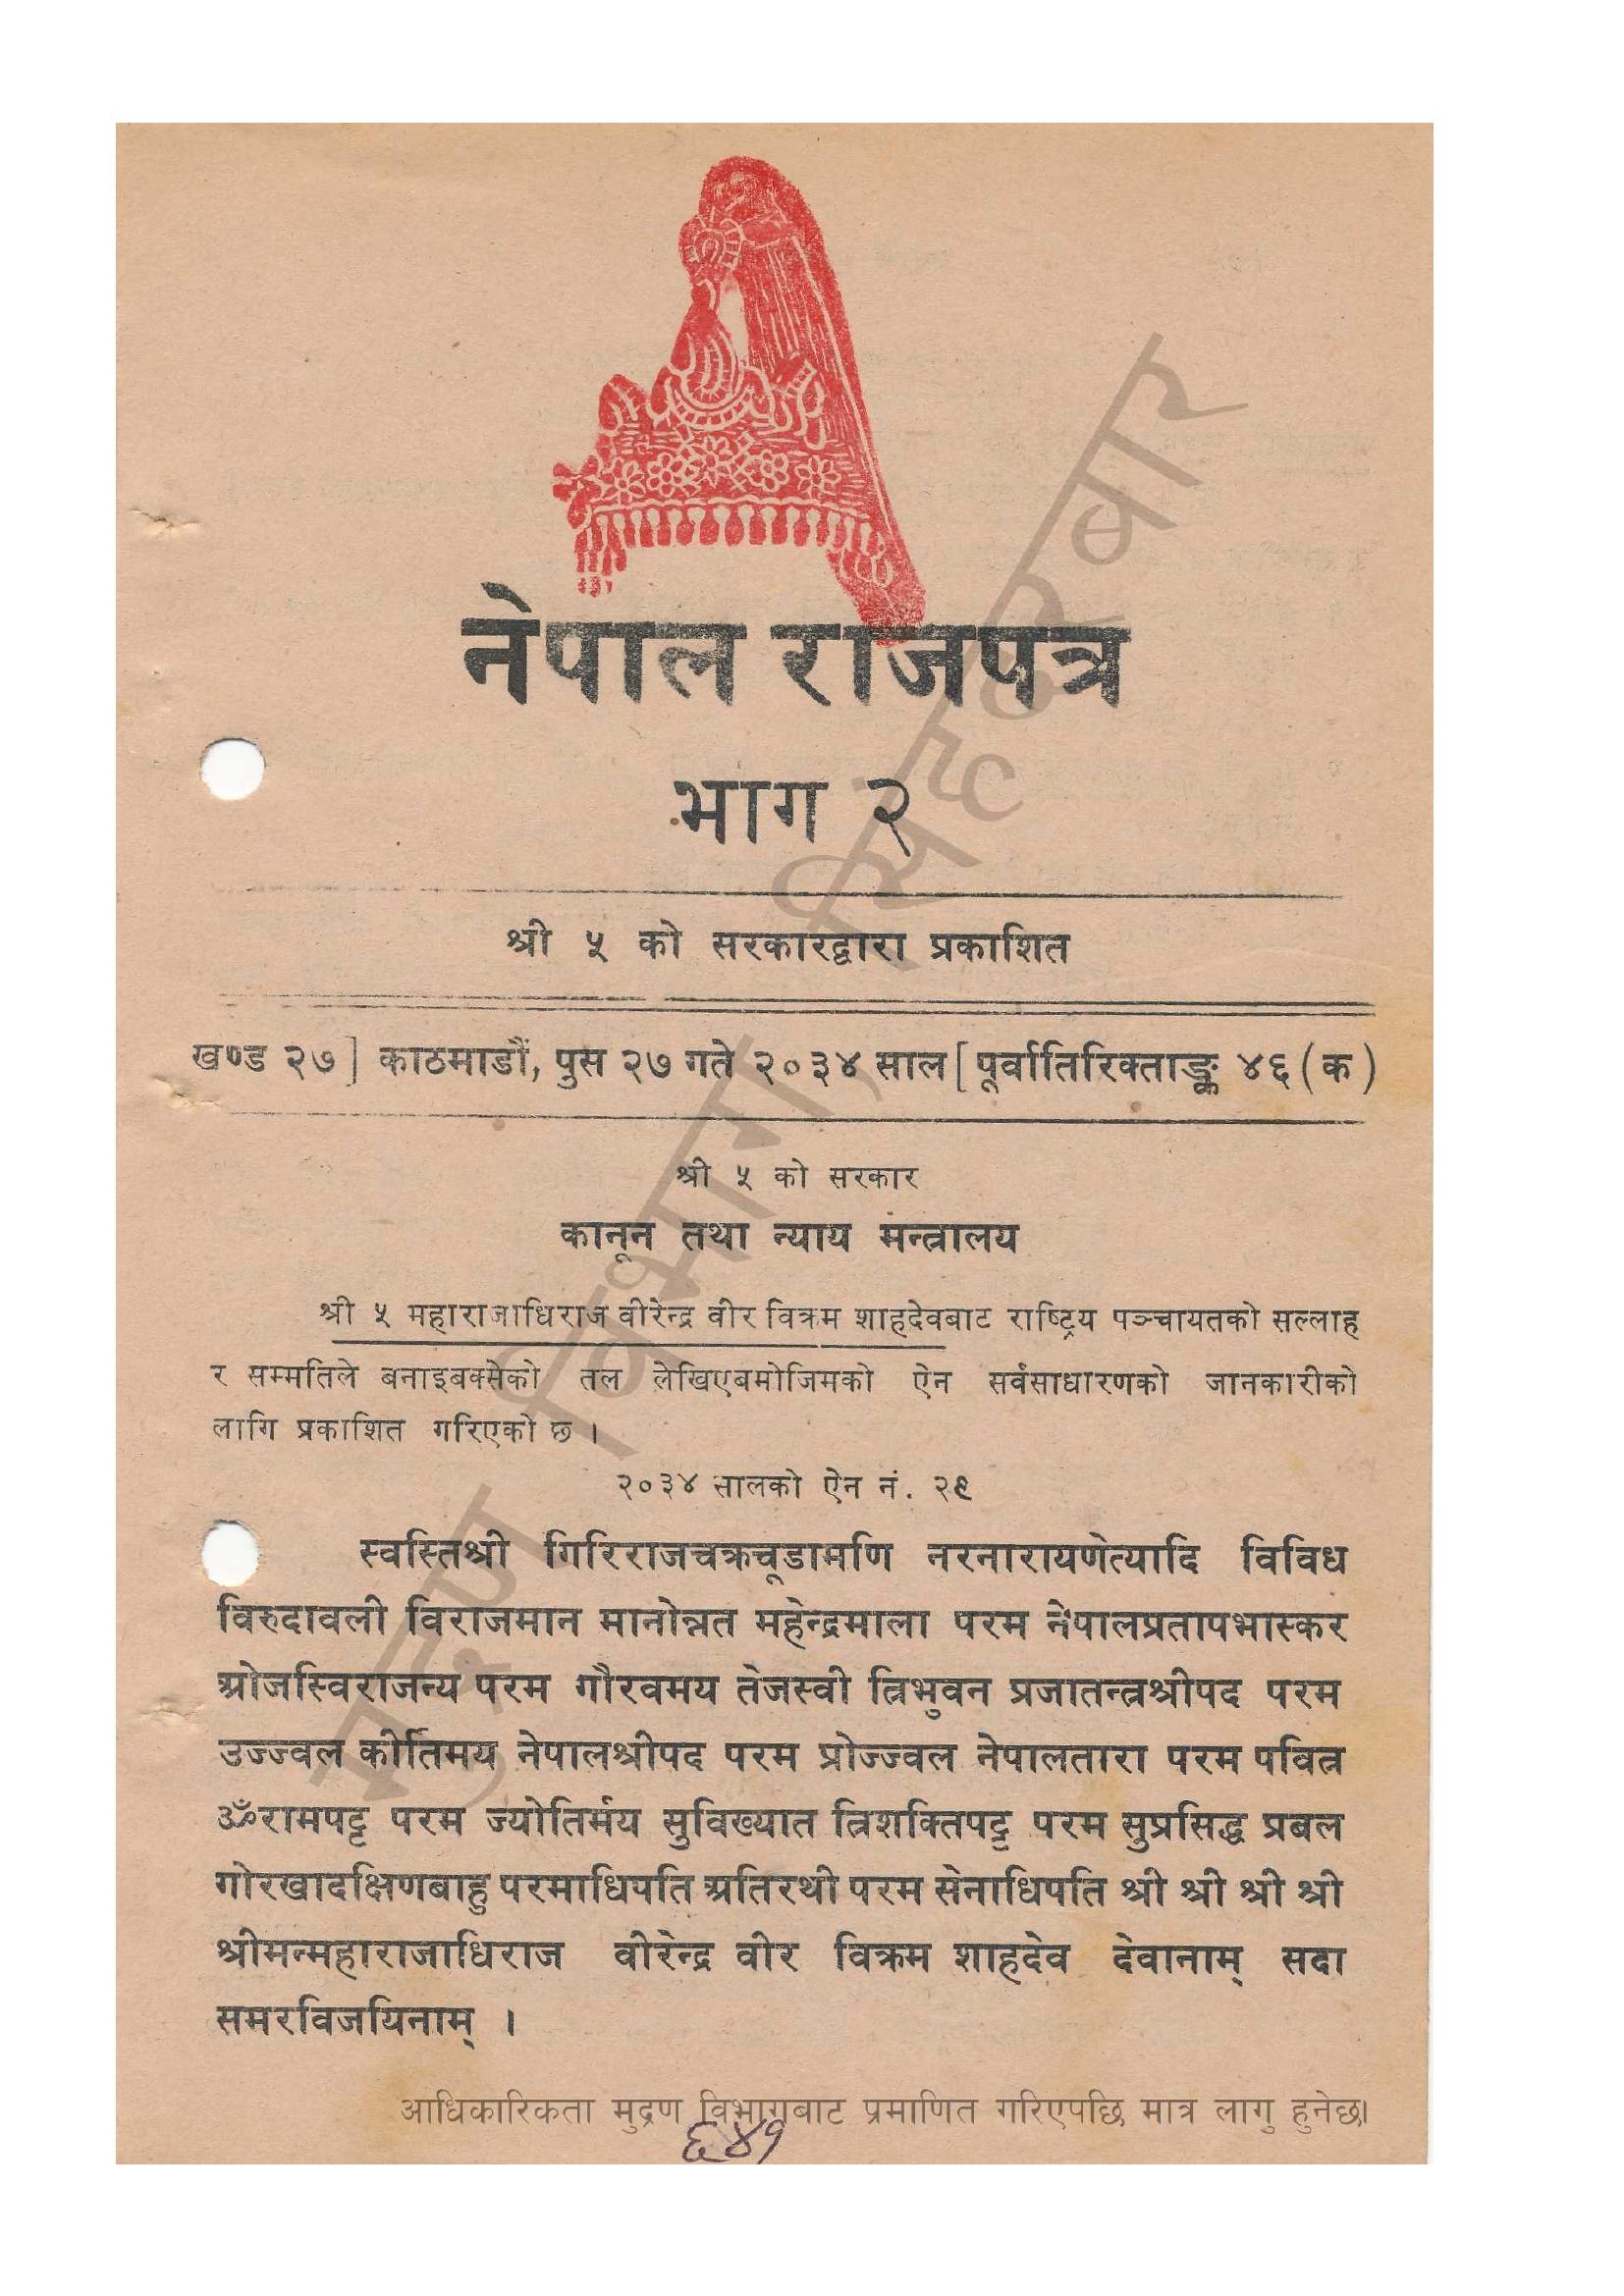 नेपाल राजपत्र
भाग २
श्री ५ को सरकारद्वारा प्रकाशित
खण्ड २७] काठमाडौं, पुस २७ गते २०३४ साल [पूर्वातिरिक्ताङ्क ४६ (क)
श्री ५ को सरकार
कानून तथा न्याय मन्त्रालय
श्री ५ महाराजाधिराज वीरेन्द्र वीर विक्रम शाहदेवबाट राष्ट्रिय पञ्चायतको सल्लाह
र सम्मतिले बनाइबक्सेको तल लेखिएबमोजिमको ऐन सर्वसाधारणको जानकारीको
लागि प्रकाशित गरिएको छ ।
२०३४ सालको ऐन नं. २९
स्वस्तिश्री गिरिराजचक्रचूडामणि नरनारायणेत्यादि विविध
विरुदावली विराजमान मानोन्नत महेन्द्रमाला परम नेपालप्रतापभास्कर
ओजस्विराजन्य परम गौरवमय तेजस्वी त्रिभुवन प्रजातन्त्रश्रीपद परम
उज्ज्वल कीर्तिमय नेपालश्रीपद परम प्रोज्ज्वल नेपालतारा परम पवित्र
ॐरामपट्ट परम ज्योतिर्मय सुविख्यात त्रिशक्तिपट्ट परम सुप्रसिद्ध प्रबल
गोरखादक्षिणबाहु परमाधिपति अतिरथी परम सेनाधिपति श्री श्री श्री श्री
श्रीमन्महाराजाधिराज वीरेन्द्र वीर विक्रम शाहदेव देवानाम् सदा
समरविजयिनाम् ।
आधिकारिकता मुद्रण विभागबाट प्रमाणित गरिएपछि मात्र लागु हुनेछ।
६४१
मुद्रण विभाग, सिंहदरबार